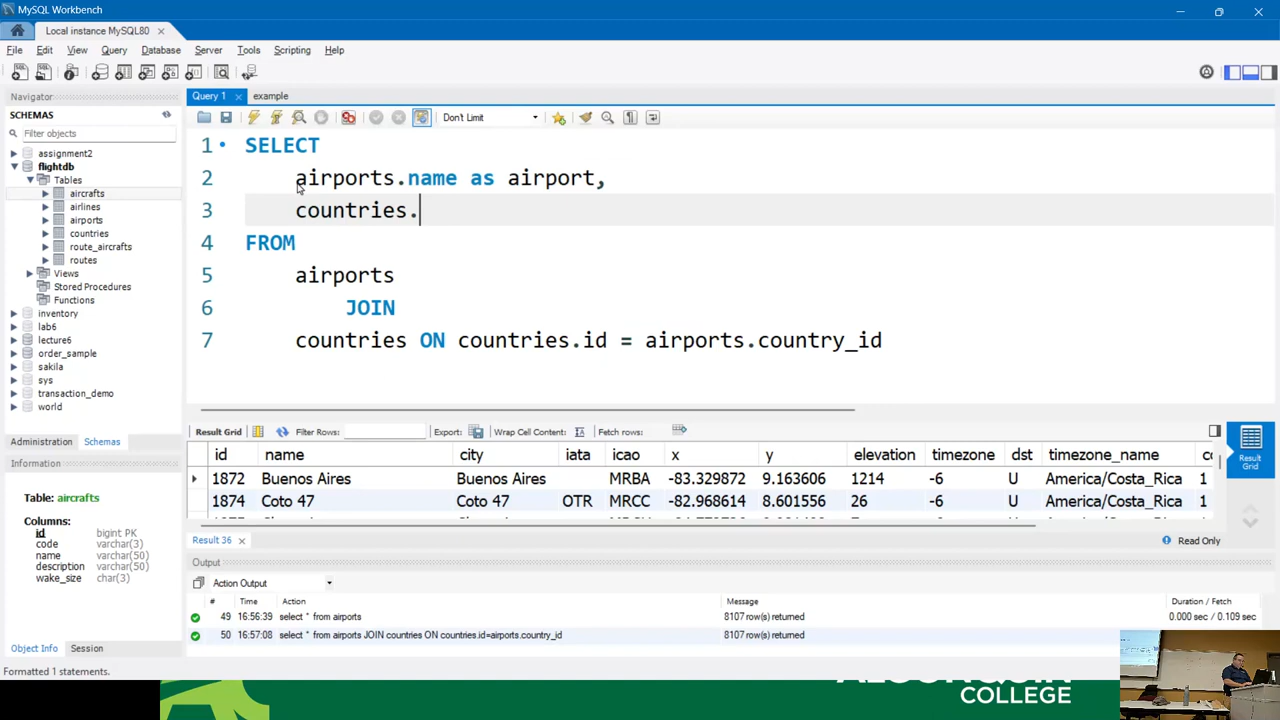 MySQL Workbench
Local instance MySQL80
File Edit View Query Database Server Tools Scripting Help
Navigator
SCHEMAS
Filter objects
assignment2
flightdb
Tables
aircrafts
airlines
airports
countries
route_aircrafts
routes
Views
Stored Procedures
Functions
inventory
lab6
lecture6
order_sample
sakila
sys
transaction_demo
world
Administration Schemas
Information
Table: aircrafts
Columns:
id bigint PK
code varchar(3)
name varchar(50)
description varchar(50)
wake_size char(3)
Object Info Session
Formatted 1 statements.
Query 1 example
Don't Limit
1 SELECT
2 airports.name as airport,
3 countries.
4 FROM
5 airports
6 JOIN
7 countries ON countries.id = airports.country_id
Result Grid Filter Rows: Export: Wrap Cell Content: Fetch rows:
id name city iata icao x y elevation timezone dst timezone_name
1872 Buenos Aires Buenos Aires MRBA -83.329872 9.163606 1214 -6 U America/Costa_Rica 1
1874 Coto 47 Coto 47 OTR MRCC -82.968614 8.601556 26 -6 U America/Costa_Rica 1
Result Grid
Result 36 Read Only
Output
Action Output
# Time Action Message Duration / Fetch
49 16:56:39 select * from airports 8107 row(s) returned 0.000 sec / 0.109 sec
50 16:57:08 select * from airports JOIN countries ON countries.id=airports.country_id 8107 row(s) returned
COLLEGE